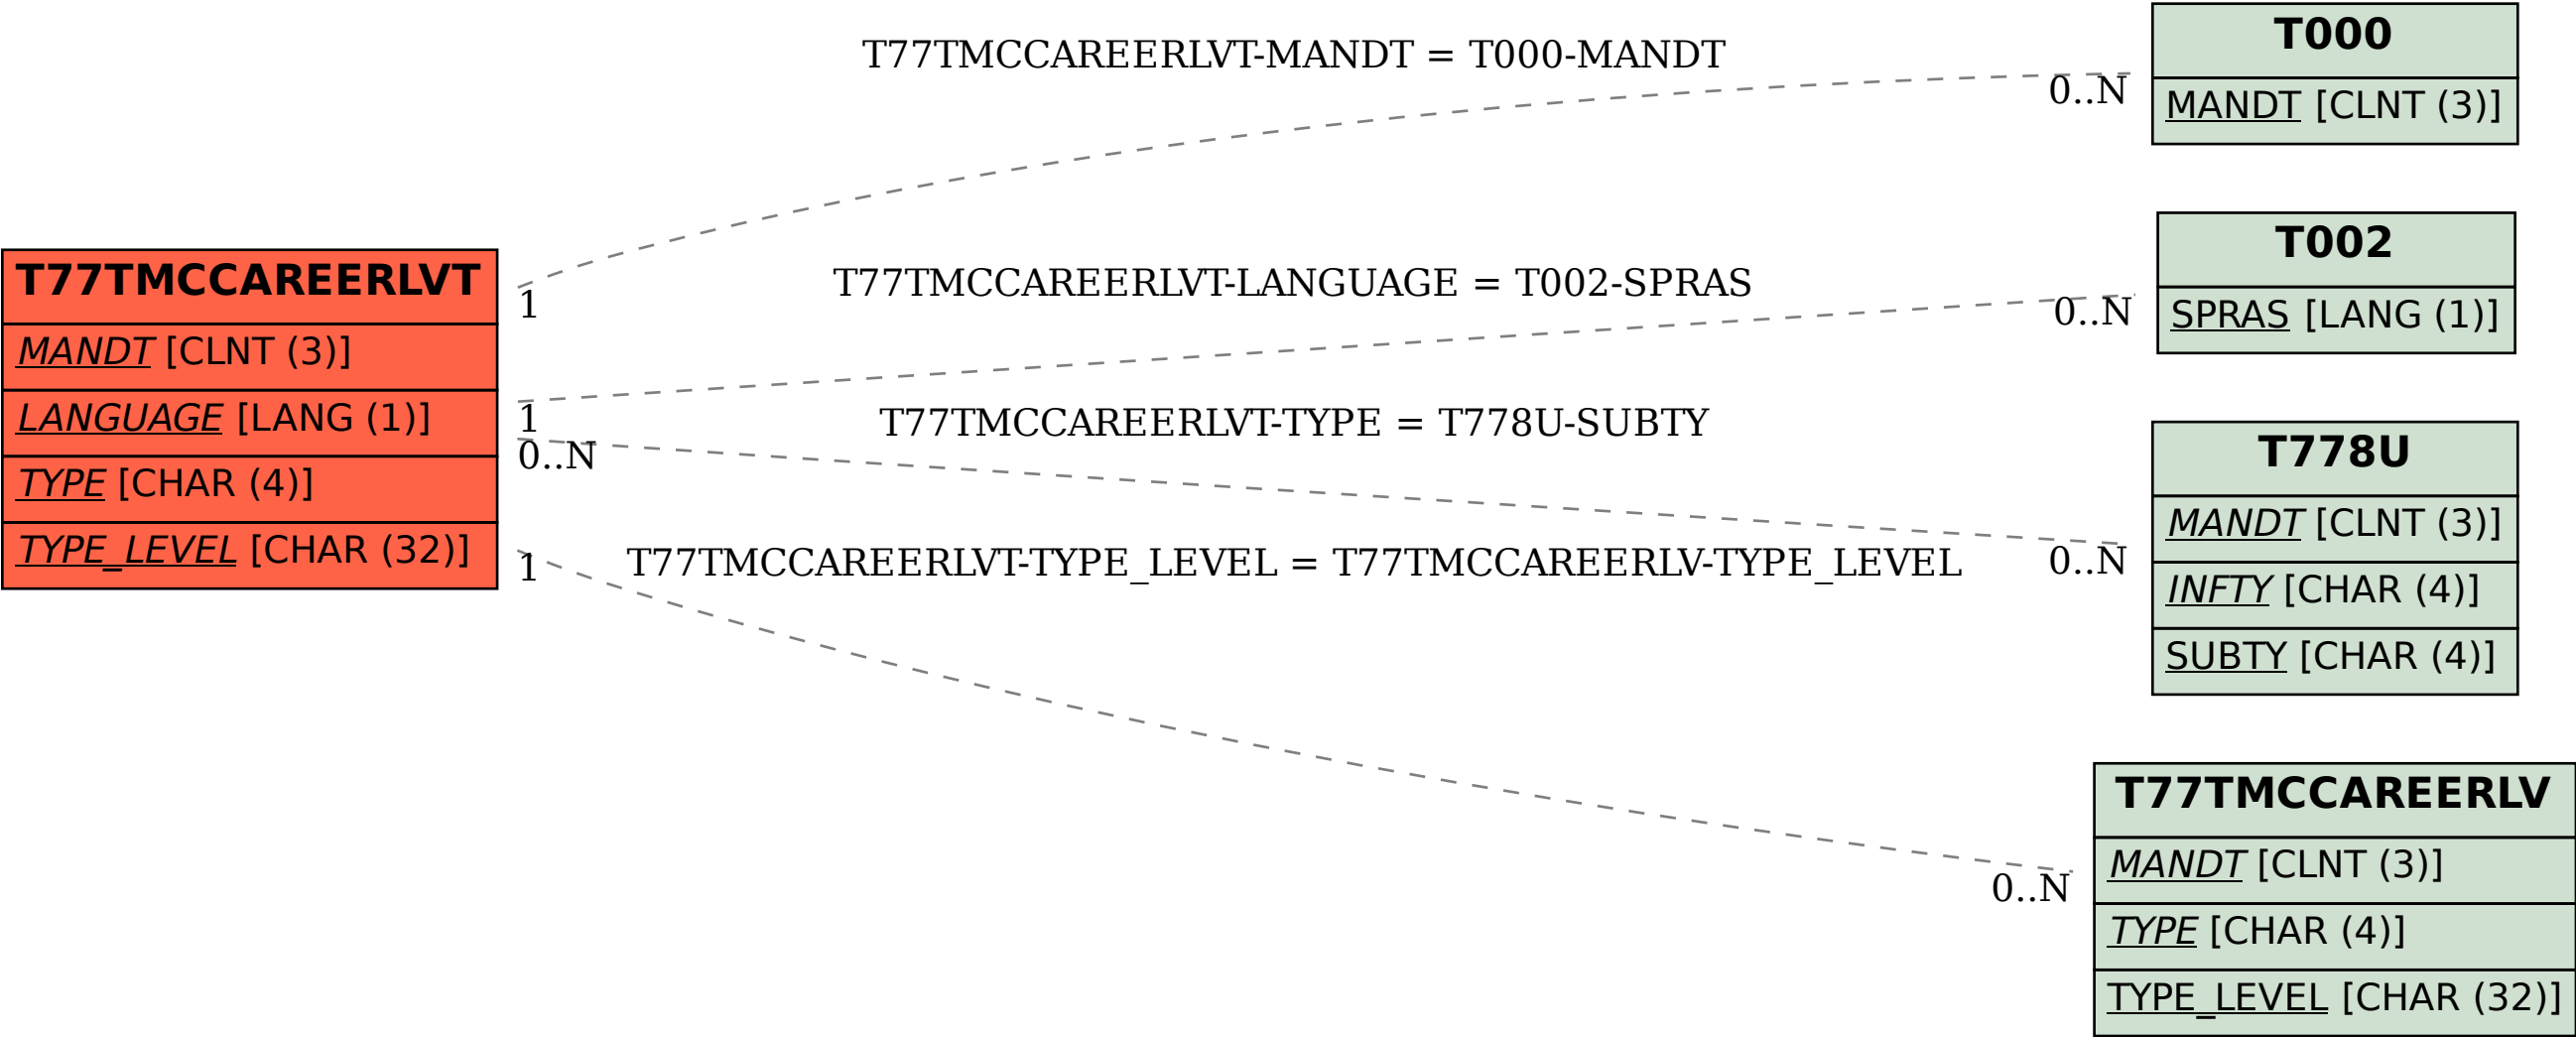 T77TMCCAREERLVT
MANDT [CLNT (3)]
LANGUAGE [LANG (1)]
TYPE [CHAR (4)]
TYPE_LEVEL [CHAR (32)]
T77TMCCAREERLVT-MANDT = T000-MANDT
1
0..N
T000
MANDT [CLNT (3)]
T77TMCCAREERLVT-LANGUAGE = T002-SPRAS
1
0..N
T002
SPRAS [LANG (1)]
T77TMCCAREERLVT-TYPE = T778U-SUBTY
0..N
0..N
T778U
MANDT [CLNT (3)]
INFTY [CHAR (4)]
SUBTY [CHAR (4)]
T77TMCCAREERLVT-TYPE_LEVEL = T77TMCCAREERLV-TYPE_LEVEL
1
0..N
T77TMCCAREERLV
MANDT [CLNT (3)]
TYPE [CHAR (4)]
TYPE_LEVEL [CHAR (32)]